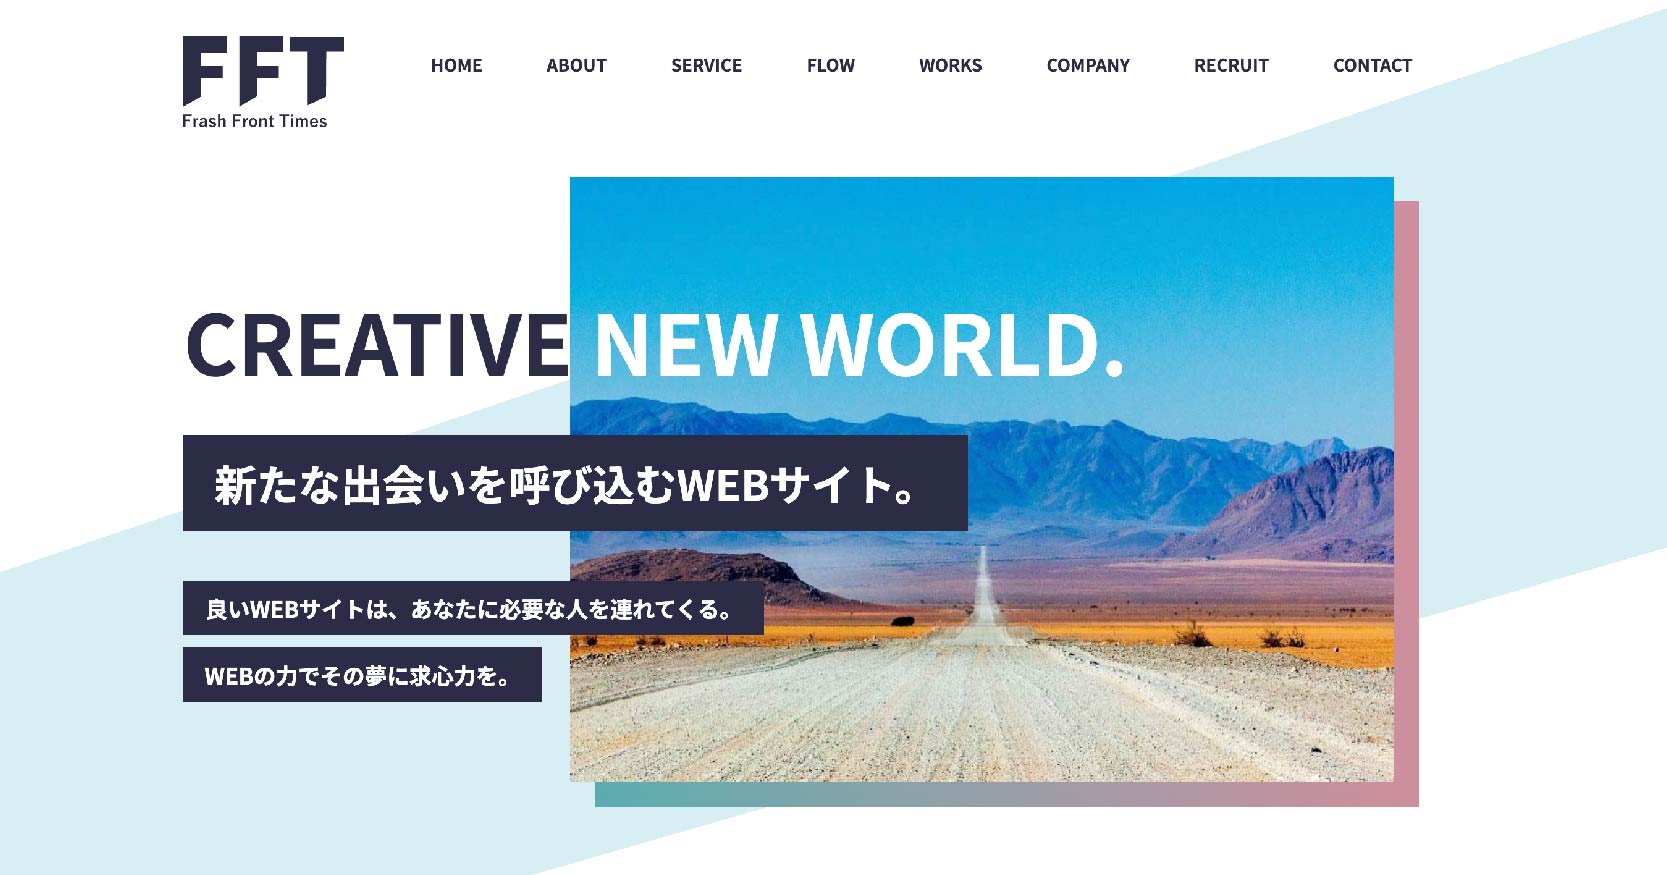 FFT
Frash Front Times
HOME ABOUT SERVICE FLOW WORKS COMPANY RECRUIT CONTACT
CREATIVE NEW WORLD.
新たな出会いを呼び込むWEBサイト。
良いWEBサイトは、あなたに必要な人を連れてくる。
WEBの力でその夢に求心力を。